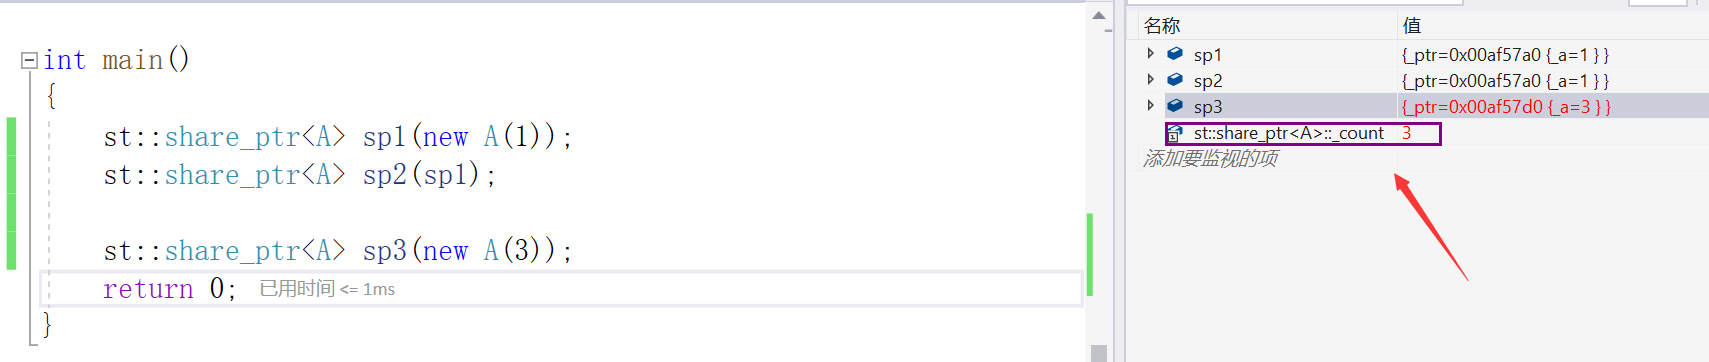 int main()
{
st::share_ptr<A> sp1(new A(1));
st::share_ptr<A> sp2(sp1);
st::share_ptr<A> sp3(new A(3));
return 0; 已用时间 <= 1ms
}
名称 值
sp1 {_ptr=0x00af57a0 {_a=1 } }
sp2 {_ptr=0x00af57a0 {_a=1 } }
sp3 {_ptr=0x00af57d0 {_a=3 } }
st::share_ptr<A>::_count 3
添加要监视的项